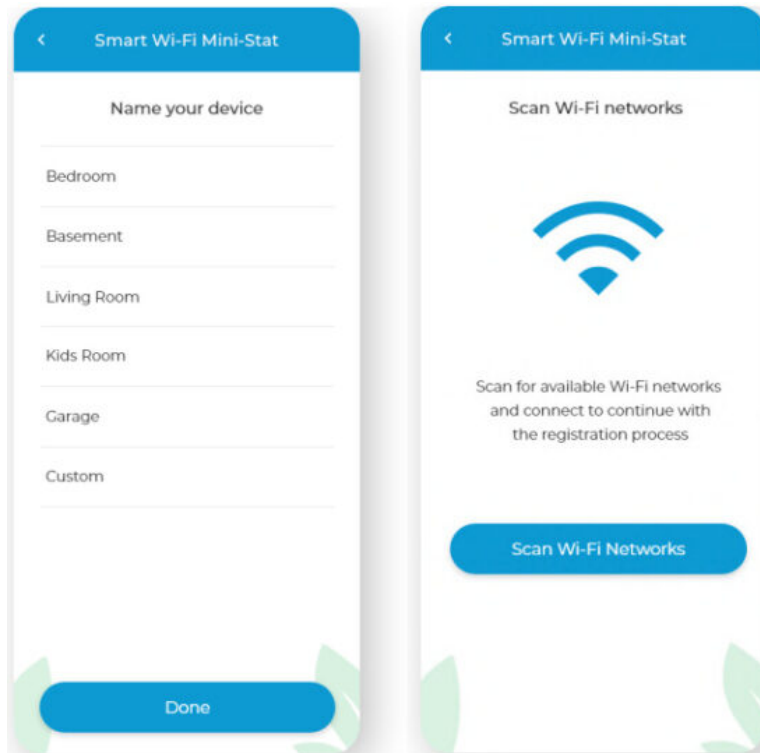 Smart Wi-Fi Mini-Stat
Name your device
Bedroom
Basement
Living Room
Kids Room
Garage
Custom
Done
Smart Wi-Fi Mini-Stat
Scan Wi-Fi networks
Scan for available Wi-Fi networks
and connect to continue with
the registration process
Scan Wi-Fi Networks